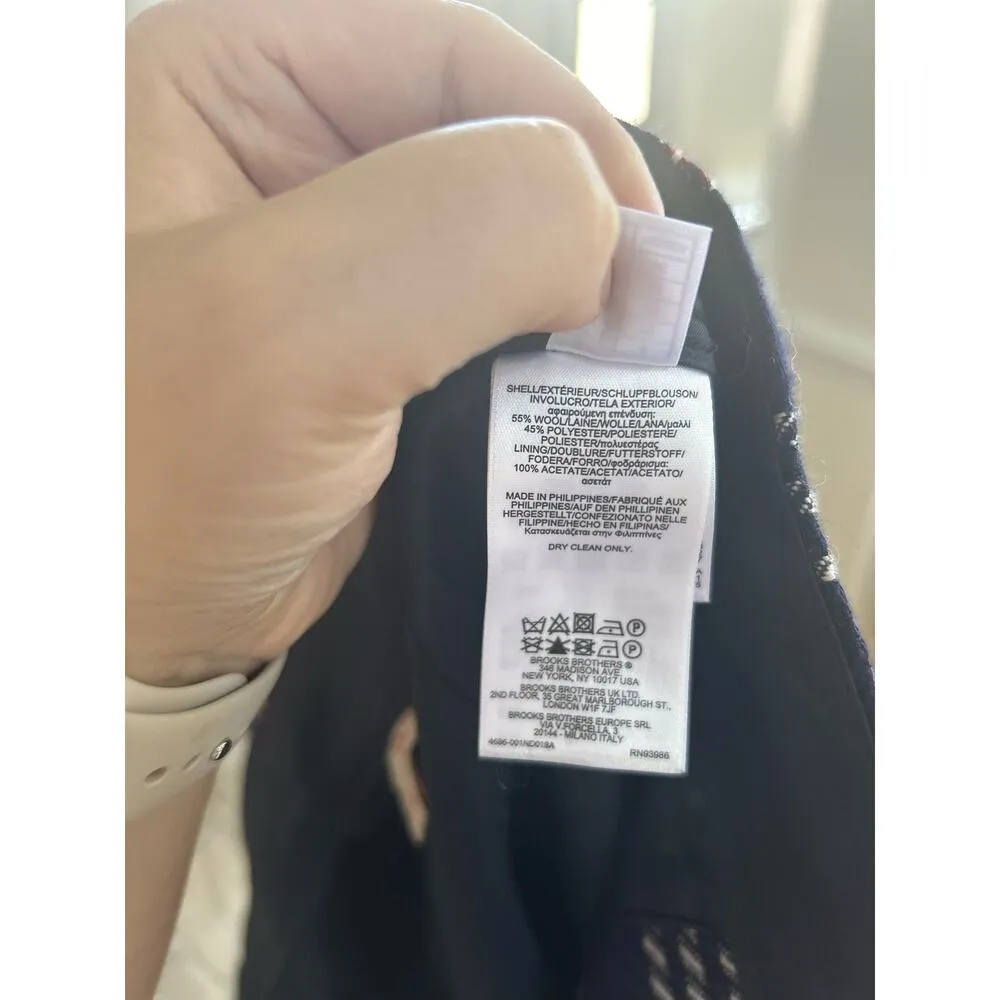 SHELL/EXTÉRIEUR/SCHLUPFBLOUSON/
INVOLUCRO/TELA EXTERIOR/
αφαιρούμενη επένδυση:
55% WOOL/LAINE/WOLLE/LANA/μαλλί
45% POLYESTER/POLIESTERE/
POLIESTER/πολυεστέρας
LINING/DOUBLURE/FUTTERSTOFF/
FODERA/FORRO/φοδράρισμα:
100% ACETATE/ACETAT/ACETATO/
ασετάτ
MADE IN PHILIPPINES/FABRIQUÉ AUX
PHILIPPINES/AUF DEN PHILLIPINEN
HERGESTELLT/CONFEZIONATO NELLE
FILIPPINE/HECHO EN FILIPINAS/
Κατασκευάζεται στην Φιλιππίνες
DRY CLEAN ONLY.
BROOKS BROTHERS ®
346 MADISON AVE
NEW YORK, NY 10017 USA
BROOKS BROTHERS UK LTD.
2ND FLOOR, 35 GREAT MARLBOROUGH ST.,
LONDON W1F 7JF
BROOKS BROTHERS EUROPE SRL
VIA V.FORCELLA, 3
20144 - MILANO ITALY
4686-001ND018A RN93986